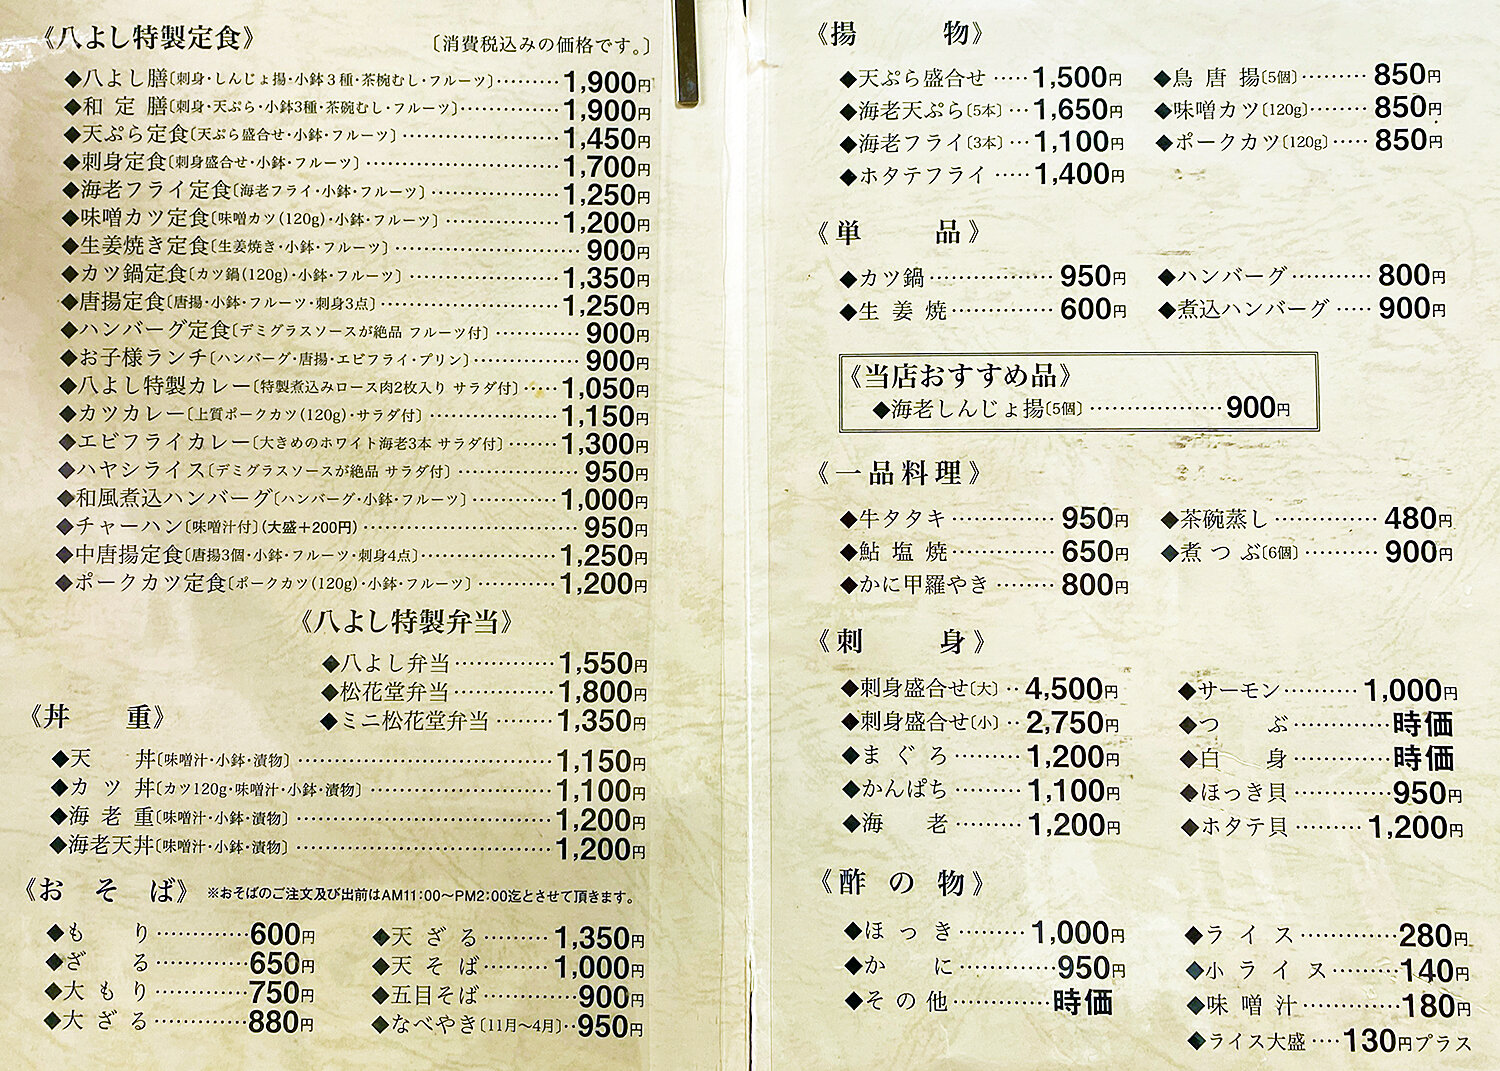 《八よし特製定食》
〔消費税込みの価格です。〕
◆八よし膳〔刺身・しんじょ揚・小鉢3種・茶椀むし・フルーツ〕………1,900円
◆和定膳〔刺身・天ぷら・小鉢3種・茶碗むし・フルーツ〕………1,900円
◆天ぷら定食〔天ぷら盛合せ・小鉢・フルーツ〕………1,450円
◆刺身定食〔刺身盛合せ・小鉢・フルーツ〕………1,700円
◆海老フライ定食〔海老フライ・小鉢・フルーツ〕………1,250円
◆味噌カツ定食〔味噌カツ(120g)・小鉢・フルーツ〕………1,200円
◆生姜焼き定食〔生姜焼き・小鉢・フルーツ〕………900円
◆カツ鍋定食〔カツ鍋(120g)・小鉢・フルーツ〕………1,350円
◆唐揚定食〔唐揚・小鉢・フルーツ・刺身3点〕………1,250円
◆ハンバーグ定食〔デミグラスソースが絶品 フルーツ付〕………900円
◆お子様ランチ〔ハンバーグ・唐揚・エビフライ・プリン〕………900円
◆八よし特製カレー〔特製煮込みロース肉2枚入り サラダ付〕……1,050円
◆カツカレー〔上質ポークカツ(120g)・サラダ付〕………1,150円
◆エビフライカレー〔大きめのホワイト海老3本 サラダ付〕……1,300円
◆ハヤシライス〔デミグラスソースが絶品 サラダ付〕………950円
◆和風煮込ハンバーグ〔ハンバーグ・小鉢・フルーツ〕………1,000円
◆チャーハン〔味噌汁付〕(大盛+200円)………950円
◆中唐揚定食〔唐揚3個・小鉢・フルーツ・刺身4点〕………1,250円
◆ポークカツ定食〔ポークカツ(120g)・小鉢・フルーツ〕………1,200円
《八よし特製弁当》
◆八よし弁当………1,550円
◆松花堂弁当………1,800円
◆ミニ松花堂弁当………1,350円
《丼 重》
◆天 丼〔味噌汁・小鉢・漬物〕………1,150円
◆カツ丼〔カツ120g・味噌汁・小鉢・漬物〕………1,100円
◆海老重〔味噌汁・小鉢・漬物〕………1,200円
◆海老天丼〔味噌汁・小鉢・漬物〕………1,200円
《おそば》 ※おそばのご注文及び出前はAM11:00〜PM2:00迄とさせて頂きます。
◆も り………600円
◆ざ る………650円
◆大もり………750円
◆大ざる………880円
◆天ざる………1,350円
◆天そば………1,000円
◆五目そば………900円
◆なべやき〔11月〜4月〕‥950円
《揚 物》
◆天ぷら盛合せ……1,500円
◆海老天ぷら〔5本〕…1,650円
◆海老フライ〔3本〕…1,100円
◆ホタテフライ……1,400円
◆鳥唐揚〔5個〕………850円
◆味噌カツ〔120g〕………850円
◆ポークカツ〔120g〕……850円
《単 品》
◆カツ鍋………950円
◆生姜焼………600円
◆ハンバーグ………800円
◆煮込ハンバーグ……900円
《当店おすすめ品》
◆海老しんじょ揚〔5個〕………900円
《一品料理》
◆牛タタキ………950円
◆鮎塩焼………650円
◆かに甲羅やき………800円
◆茶碗蒸し………480円
◆煮つぶ〔6個〕………900円
《刺 身》
◆刺身盛合せ〔大〕‥4,500円
◆刺身盛合せ〔小〕‥2,750円
◆まぐろ………1,200円
◆かんぱち………1,100円
◆海 老………1,200円
◆サーモン………1,000円
◆つ ぶ………時価
◆白 身………時価
◆ほっき貝………950円
◆ホタテ貝………1,200円
《酢の物》
◆ほっき………1,000円
◆か に………950円
◆その他………時価
◆ライス………280円
◆小ライス………140円
◆味噌汁………180円
◆ライス大盛……130円プラス